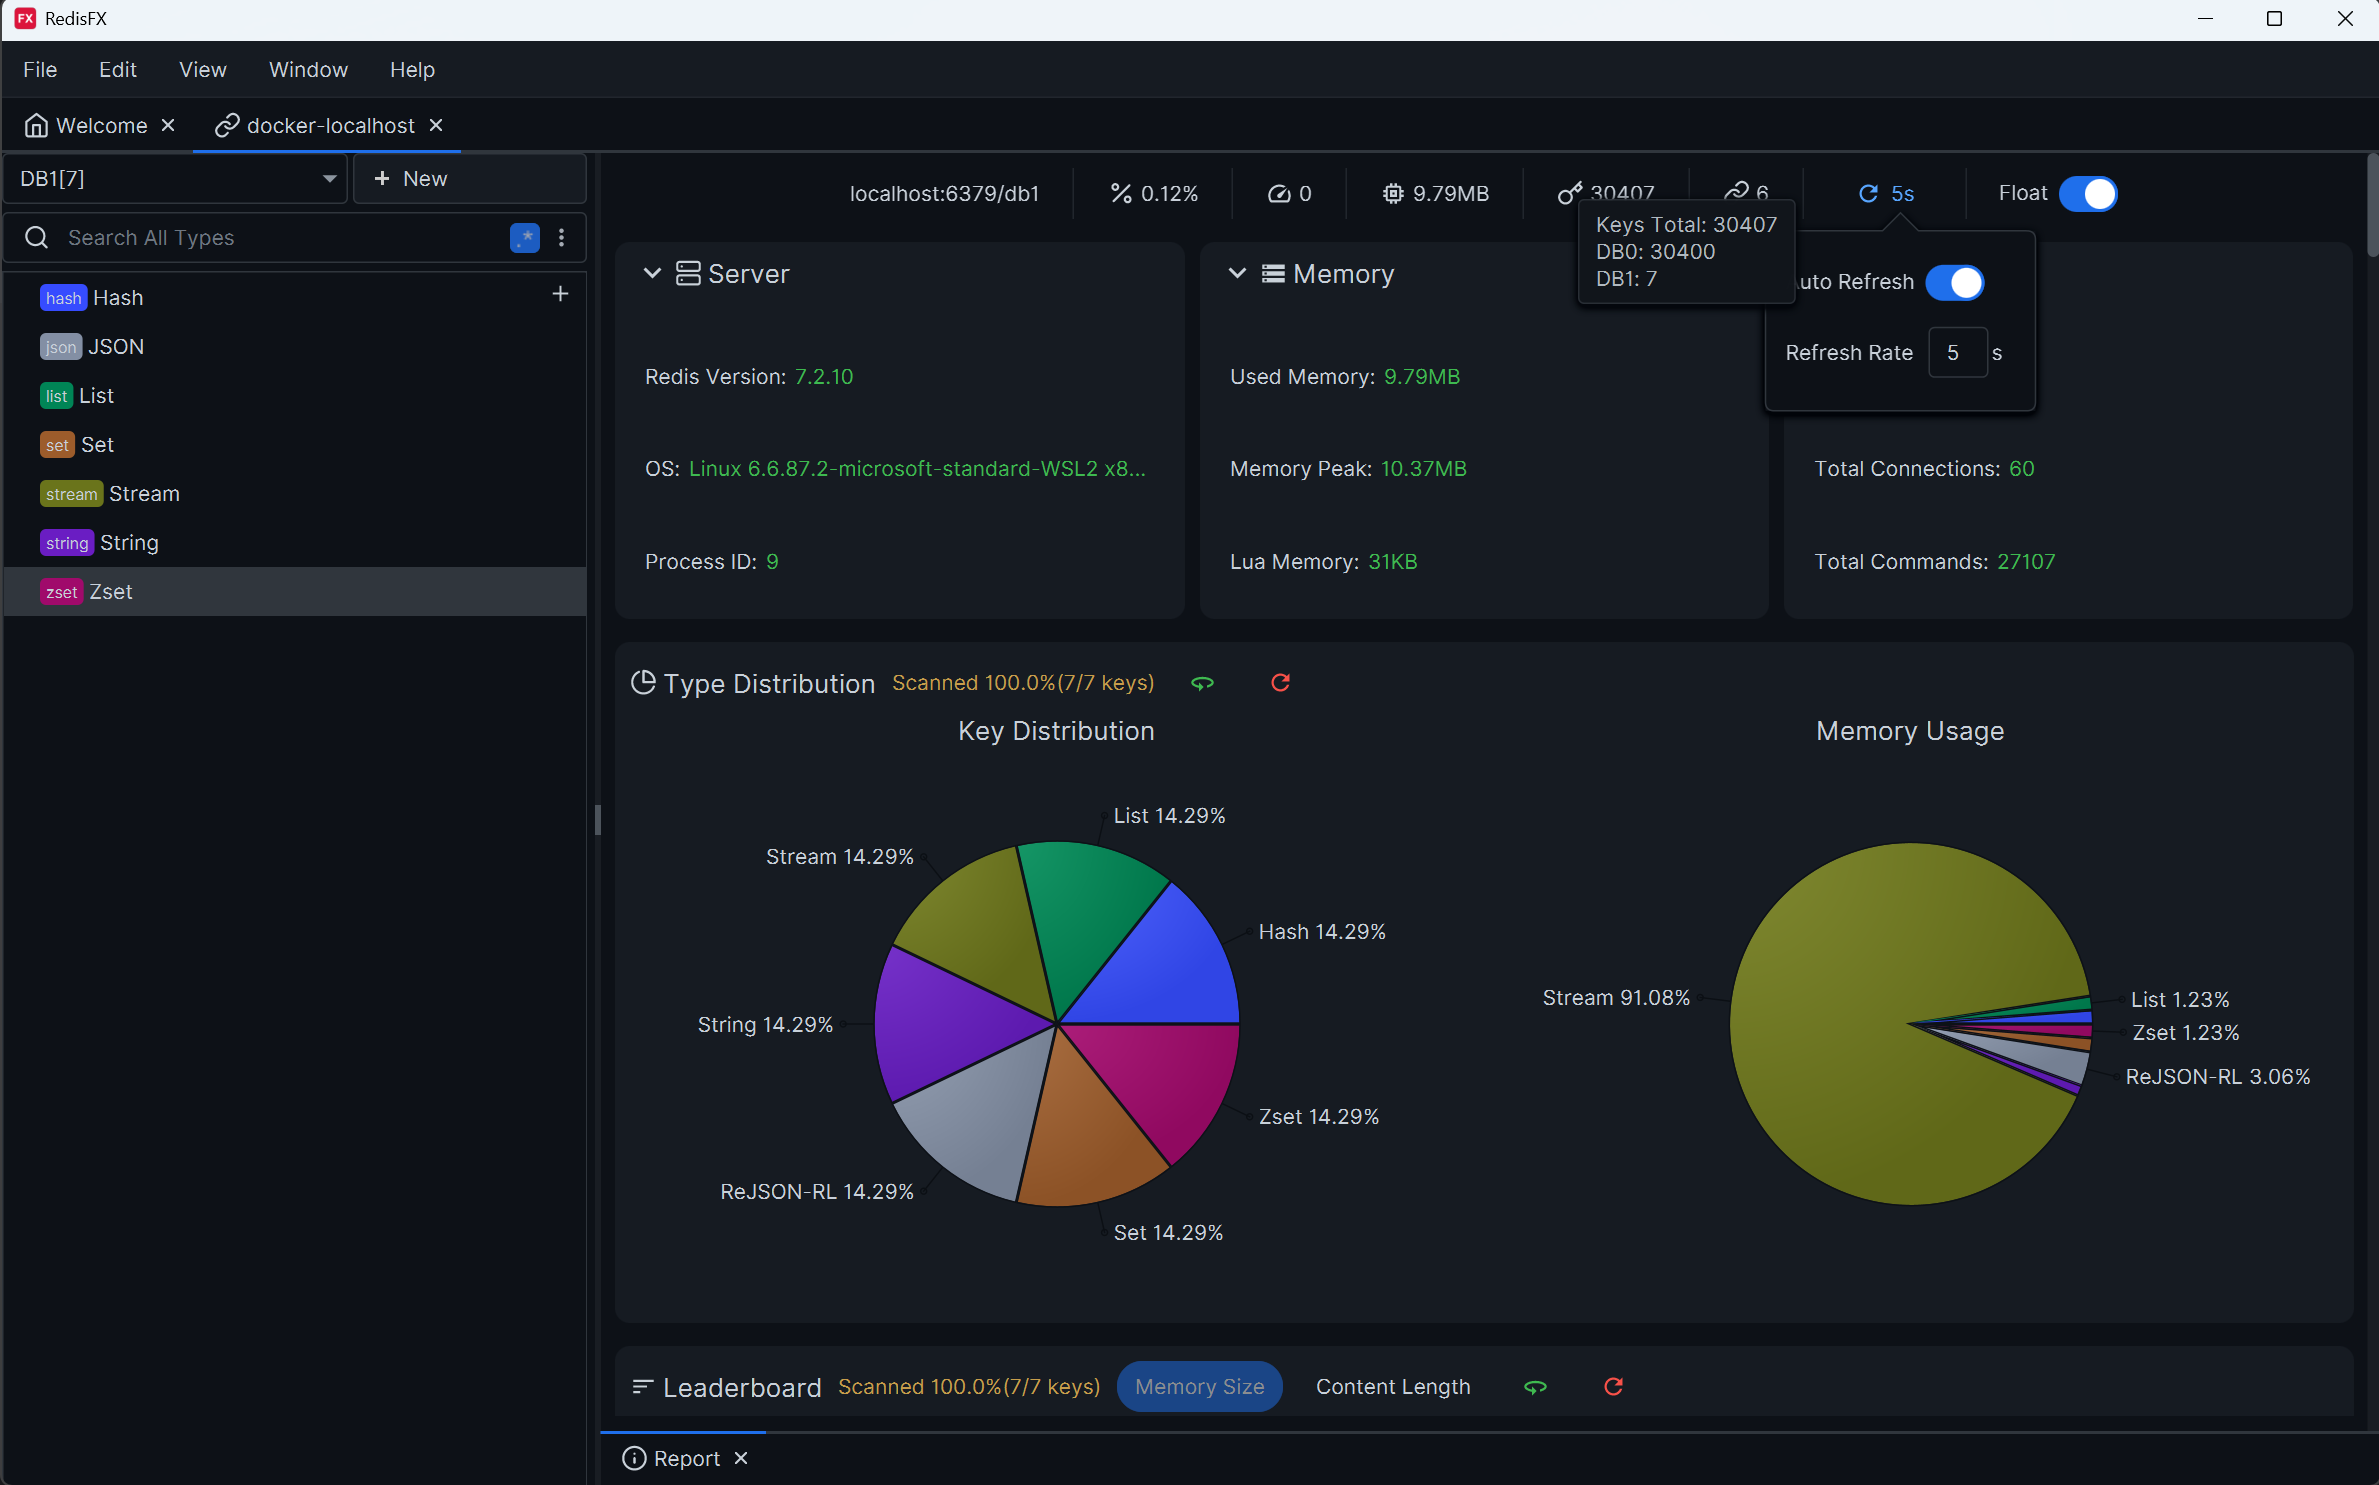 FX RedisFX
File Edit View Window Help
Welcome docker-localhost
DB1[7] + New
localhost:6379/db1 0.12% 0 9.79MB 30407 6 5s Float
Search All Types .*
Keys Total: 30407
DB0: 30400
DB1: 7
Auto Refresh
Refresh Rate 5 s
hash Hash
json JSON
list List
set Set
stream Stream
string String
zset Zset
Server
Redis Version: 7.2.10
OS: Linux 6.6.87.2-microsoft-standard-WSL2 x8...
Process ID: 9
Memory
Used Memory: 9.79MB
Memory Peak: 10.37MB
Lua Memory: 31KB
Total Connections: 60
Total Commands: 27107
Type Distribution Scanned 100.0%(7/7 keys)
Key Distribution
List 14.29%
Stream 14.29%
Hash 14.29%
String 14.29%
Zset 14.29%
ReJSON-RL 14.29%
Set 14.29%
Memory Usage
Stream 91.08%
List 1.23%
Zset 1.23%
ReJSON-RL 3.06%
Leaderboard Scanned 100.0%(7/7 keys) Memory Size Content Length
Report